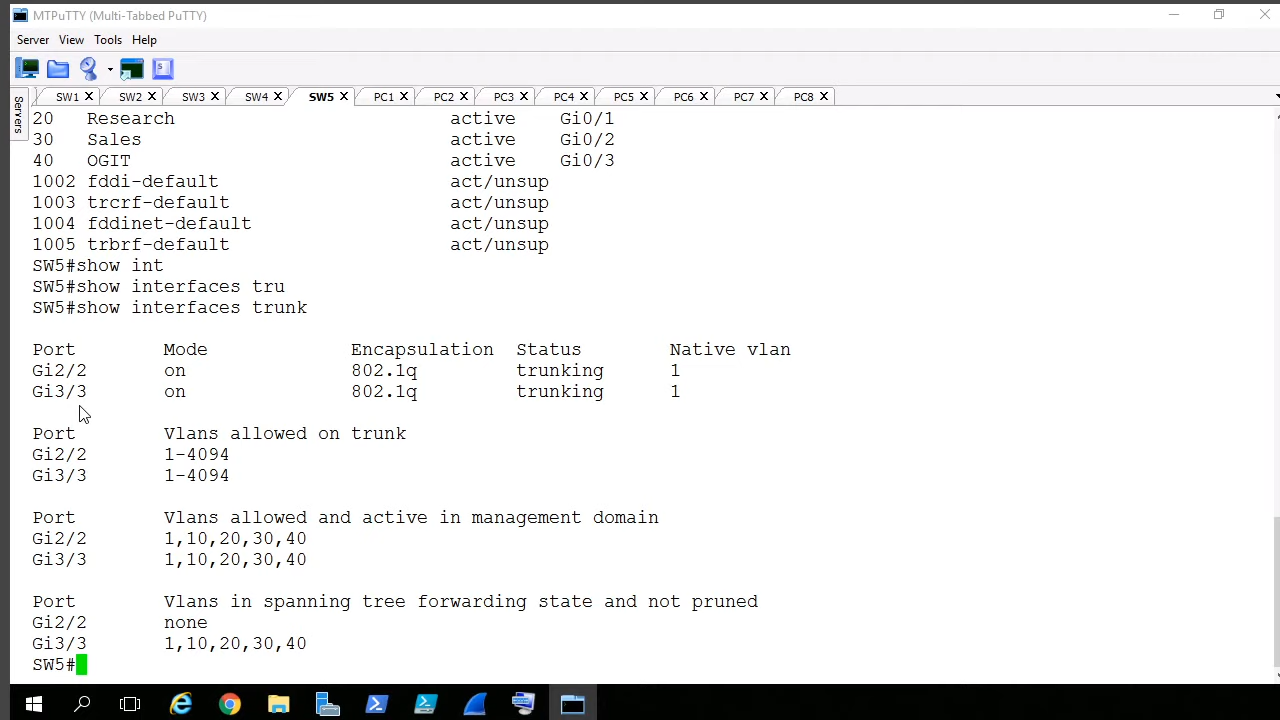 MTPuTTY (Multi-Tabbed PuTTY)
Server View Tools Help
SW1 SW2 SW3 SW4 SW5 PC1 PC2 PC3 PC4 PC5 PC6 PC7 PC8
Servers
20 Research active Gi0/1
30 Sales active Gi0/2
40 OGIT active Gi0/3
1002 fddi-default act/unsup
1003 trcrf-default act/unsup
1004 fddinet-default act/unsup
1005 trbrf-default act/unsup
SW5#show int
SW5#show interfaces tru
SW5#show interfaces trunk
Port Mode Encapsulation Status Native vlan
Gi2/2 on 802.1q trunking 1
Gi3/3 on 802.1q trunking 1
Port Vlans allowed on trunk
Gi2/2 1-4094
Gi3/3 1-4094
Port Vlans allowed and active in management domain
Gi2/2 1,10,20,30,40
Gi3/3 1,10,20,30,40
Port Vlans in spanning tree forwarding state and not pruned
Gi2/2 none
Gi3/3 1,10,20,30,40
SW5#